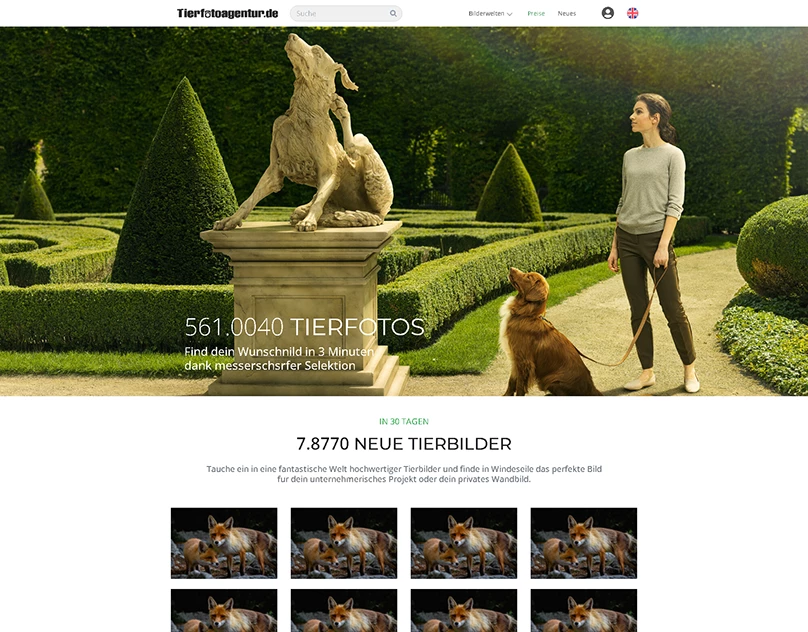 Tierfotoagentur.de
Suche
Bilderwelten
Preise
Neues
561.0040 TIERFOTOS
Find dein Wunschnild in 3 Minuten
dank messerschsrfer Selektion
IN 30 TAGEN
7.8770 NEUE TIERBILDER
Tauche ein in eine fantastische Welt hochwertiger Tierbilder und finde in Windeseile das perfekte Bild
fur dein unternehmerisches Projekt oder dein privates Wandbild.